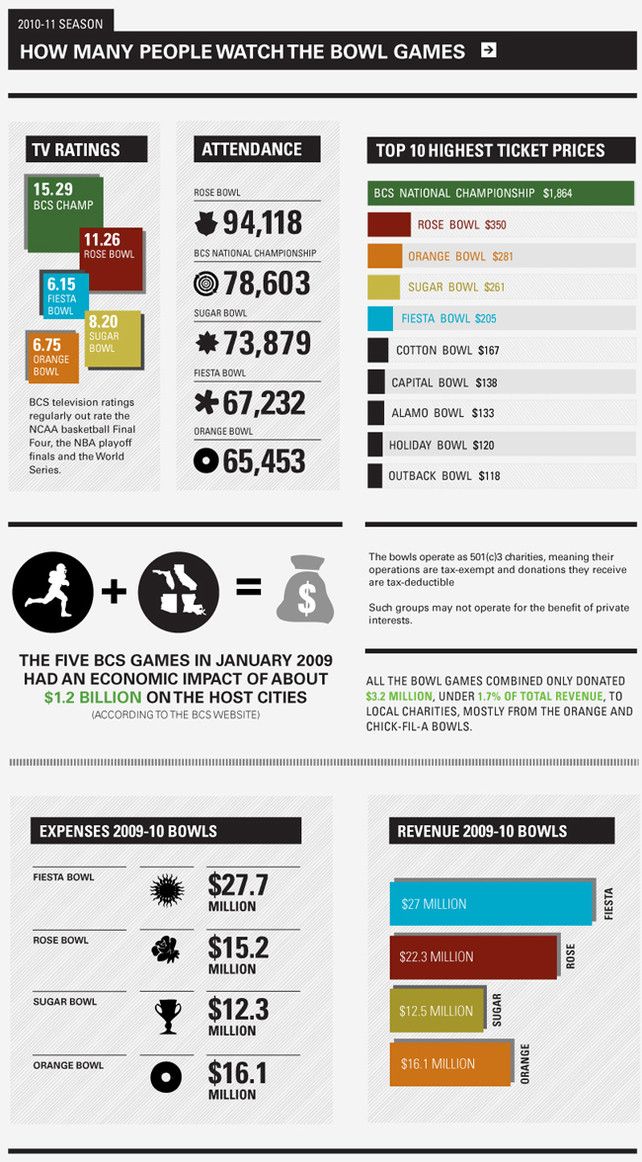 2010-11 SEASON
HOW MANY PEOPLE WATCH THE BOWL GAMES
TV RATINGS
15.29
BCS CHAMP
11.26
ROSE BOWL
6.15
FIESTA
BOWL
8.20
SUGAR
BOWL
6.75
ORANGE
BOWL
BCS television ratings
regularly out rate the
NCAA basketball Final
Four, the NBA playoff
finals and the World
Series.
ATTENDANCE
ROSE BOWL
94,118
BCS NATIONAL CHAMPIONSHIP
78,603
SUGAR BOWL
73,879
FIESTA BOWL
67,232
ORANGE BOWL
65,453
TOP 10 HIGHEST TICKET PRICES
BCS NATIONAL CHAMPIONSHIP $1,864
ROSE BOWL $350
ORANGE BOWL $281
SUGAR BOWL $261
FIESTA BOWL $205
COTTON BOWL $167
CAPITAL BOWL $138
ALAMO BOWL $133
HOLIDAY BOWL $120
OUTBACK BOWL $118
+
=
$
THE FIVE BCS GAMES IN JANUARY 2009
HAD AN ECONOMIC IMPACT OF ABOUT
$1.2 BILLION ON THE HOST CITIES
(ACCORDING TO THE BCS WEBSITE)
The bowls operate as 501(c)3 charities, meaning their
operations are tax-exempt and donations they receive
are tax-deductible
Such groups may not operate for the benefit of private
interests.
ALL THE BOWL GAMES COMBINED ONLY DONATED
$3.2 MILLION, UNDER 1.7% OF TOTAL REVENUE, TO
LOCAL CHARITIES, MOSTLY FROM THE ORANGE AND
CHICK-FIL-A BOWLS.
EXPENSES 2009-10 BOWLS
FIESTA BOWL
$27.7
MILLION
ROSE BOWL
$15.2
MILLION
SUGAR BOWL
$12.3
MILLION
ORANGE BOWL
$16.1
MILLION
REVENUE 2009-10 BOWLS
$27 MILLION
FIESTA
$22.3 MILLION
ROSE
$12.5 MILLION
SUGAR
$16.1 MILLION
ORANGE